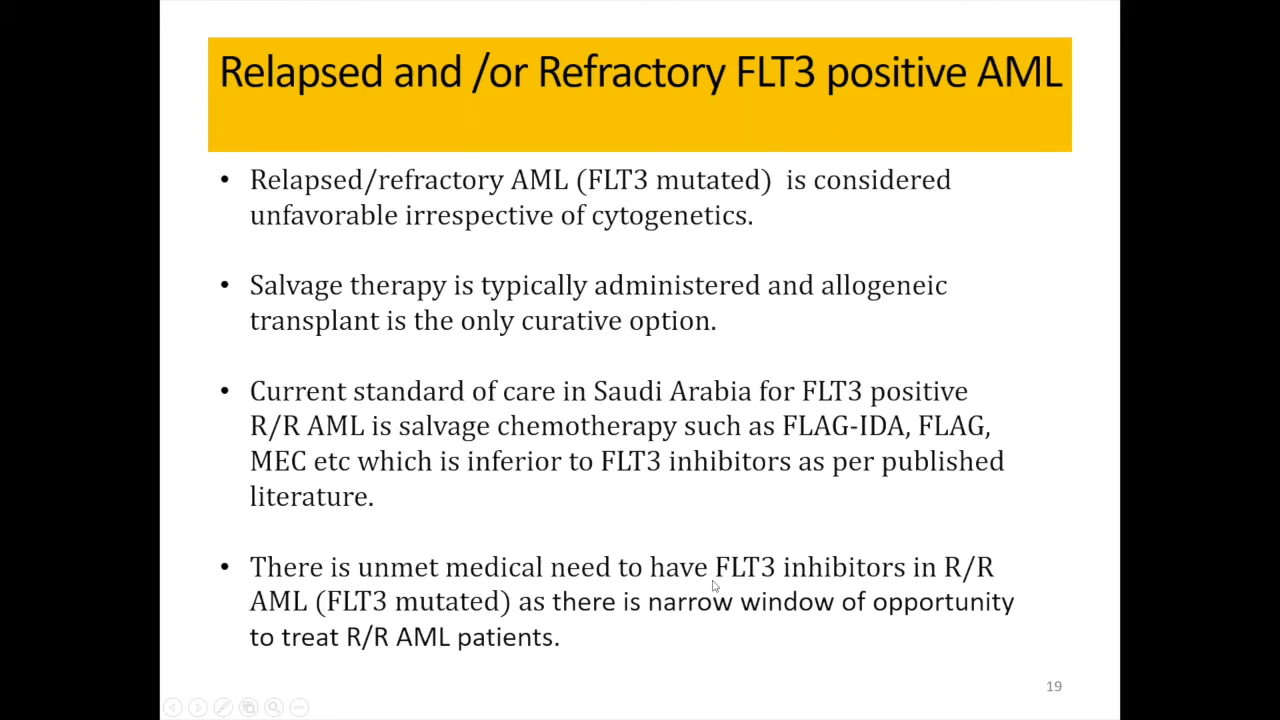 Relapsed and /or Refractory FLT3 positive AML
• Relapsed/refractory AML (FLT3 mutated)  is considered
unfavorable irrespective of cytogenetics.
• Salvage therapy is typically administered and allogeneic
transplant is the only curative option.
• Current standard of care in Saudi Arabia for FLT3 positive
R/R AML is salvage chemotherapy such as FLAG-IDA, FLAG,
MEC etc which is inferior to FLT3 inhibitors as per published
literature.
• There is unmet medical need to have FLT3 inhibitors in R/R
AML (FLT3 mutated) as there is narrow window of opportunity
to treat R/R AML patients.
19